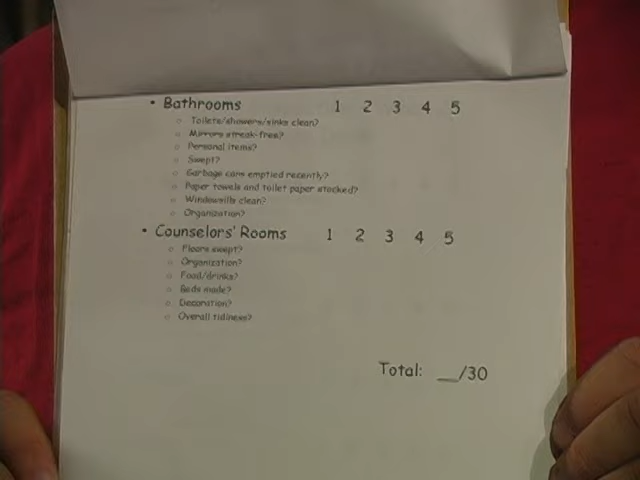 • Bathrooms 1 2 3 4 5
○ Toilets/showers/sinks clean?
○ Mirrors streak-free?
○ Personal items?
○ Swept?
○ Garbage cans emptied recently?
○ Paper towels and toilet paper stocked?
○ Windowsills clean?
○ Organization?
• Counselors' Rooms 1 2 3 4 5
○ Floors swept?
○ Organization?
○ Food/drinks?
○ Beds made?
○ Decoration?
○ Overall tidiness?
Total: __/30